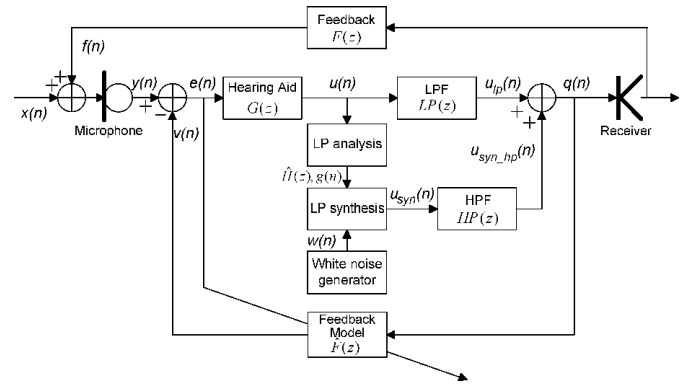 Feedback
F(z)
f(n)
+
+
x(n)
Microphone
y(n)
+
−
v(n)
e(n)
Hearing Aid
G(z)
u(n)
LPF
LP(z)
u_lp(n)
+
+
q(n)
Receiver
LP analysis
Ĥ(z), g(n)
LP synthesis
u_syn(n)
HPF
HP(z)
u_syn_hp(n)
w(n)
White noise
generator
Feedback
Model
F̂(z)